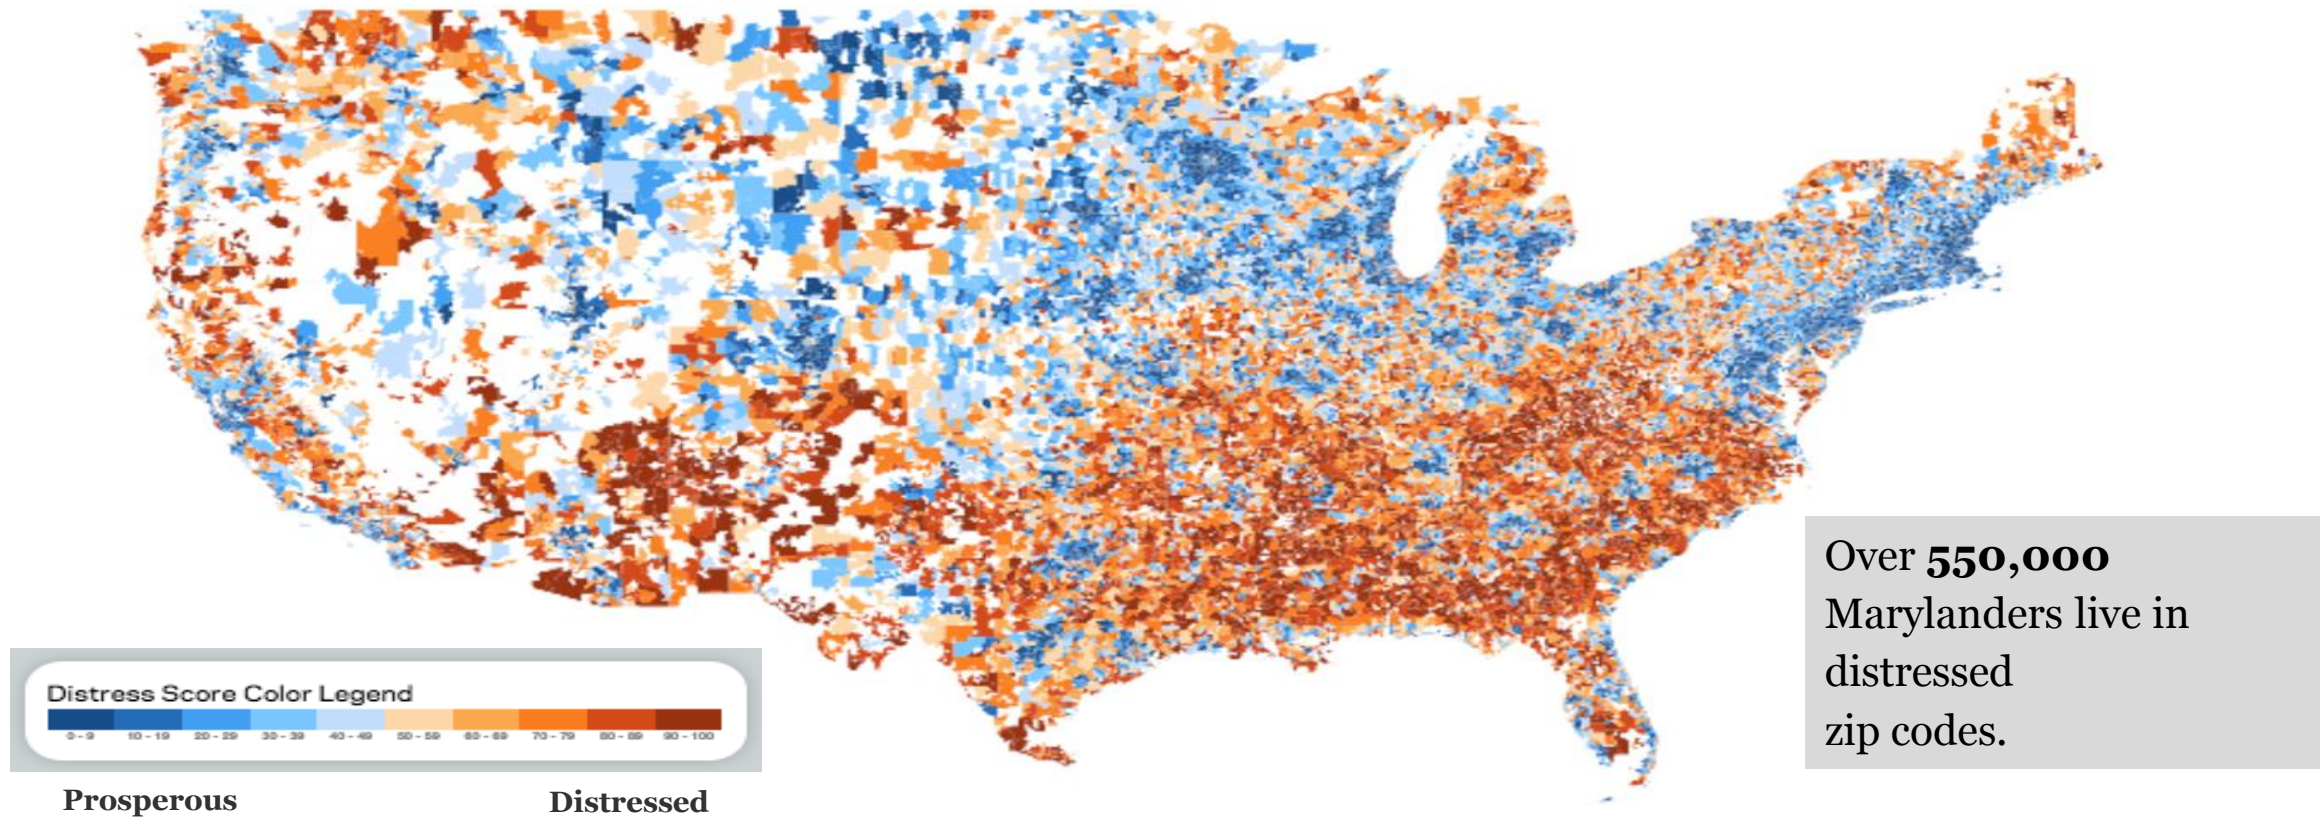 Over 550,000
Marylanders live in
distressed
zip codes.
Distress Score Color Legend
0 - 9 10 - 19 20 - 29 30 - 39 40 - 49 50 - 59 60 - 69 70 - 79 80 - 89 90 - 100
Prosperous Distressed